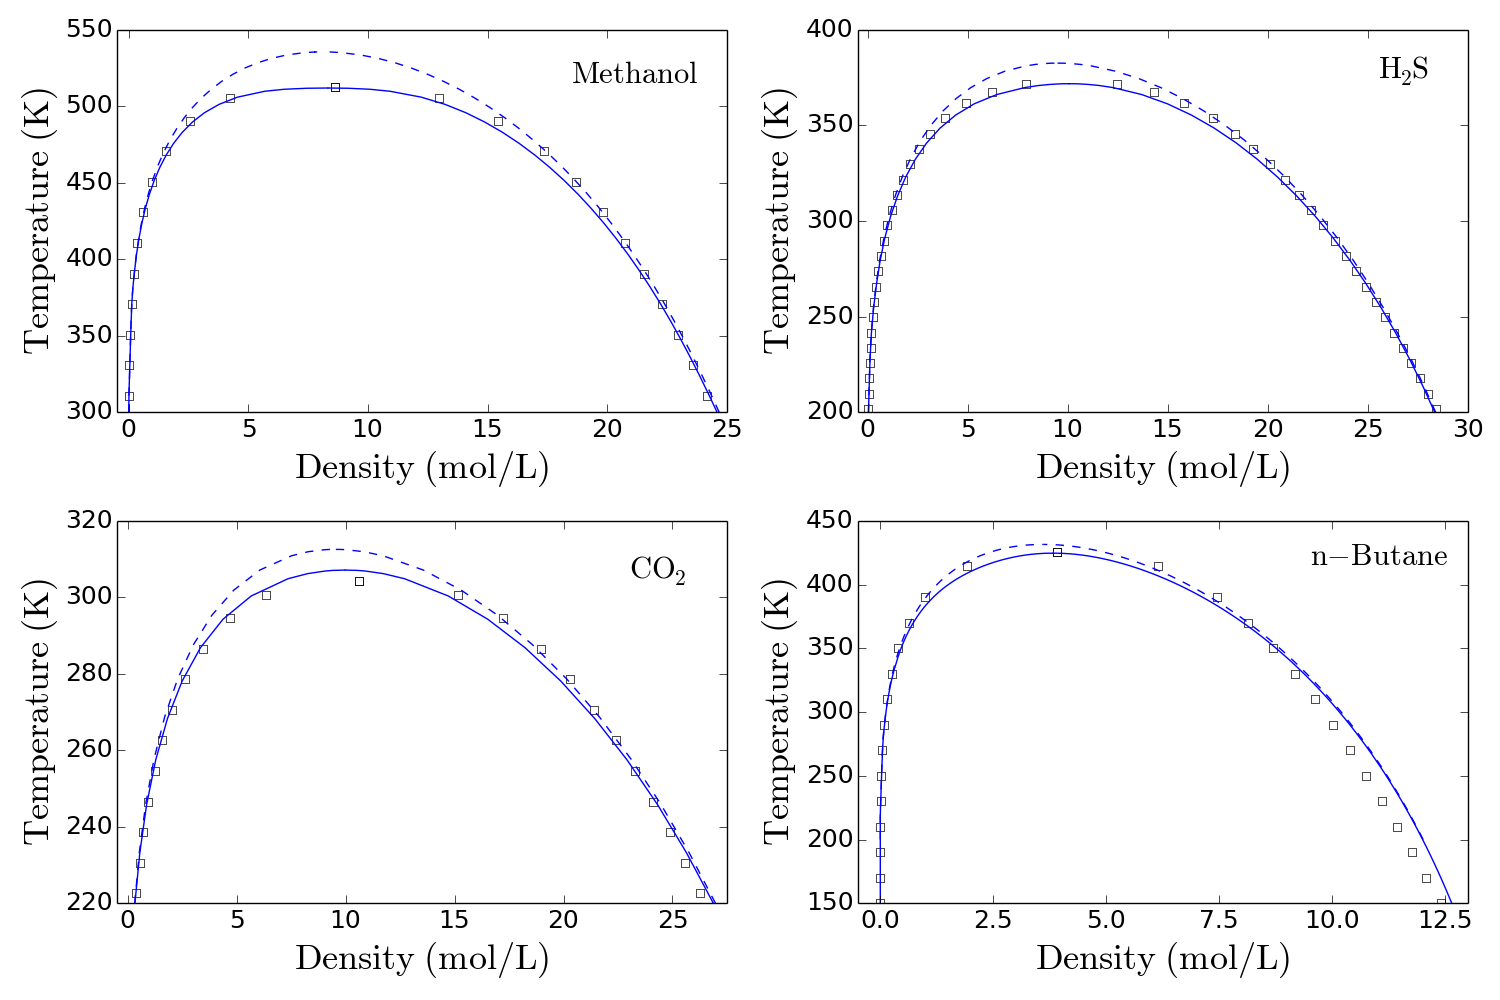 550
500
450
400
350
300
Temperature (K)
Methanol
0 5 10 15 20 25
Density (mol/L)
400
350
300
250
200
Temperature (K)
H₂S
0 5 10 15 20 25 30
Density (mol/L)
320
300
280
260
240
220
Temperature (K)
CO₂
0 5 10 15 20 25
Density (mol/L)
450
400
350
300
250
200
150
Temperature (K)
n−Butane
0.0 2.5 5.0 7.5 10.0 12.5
Density (mol/L)